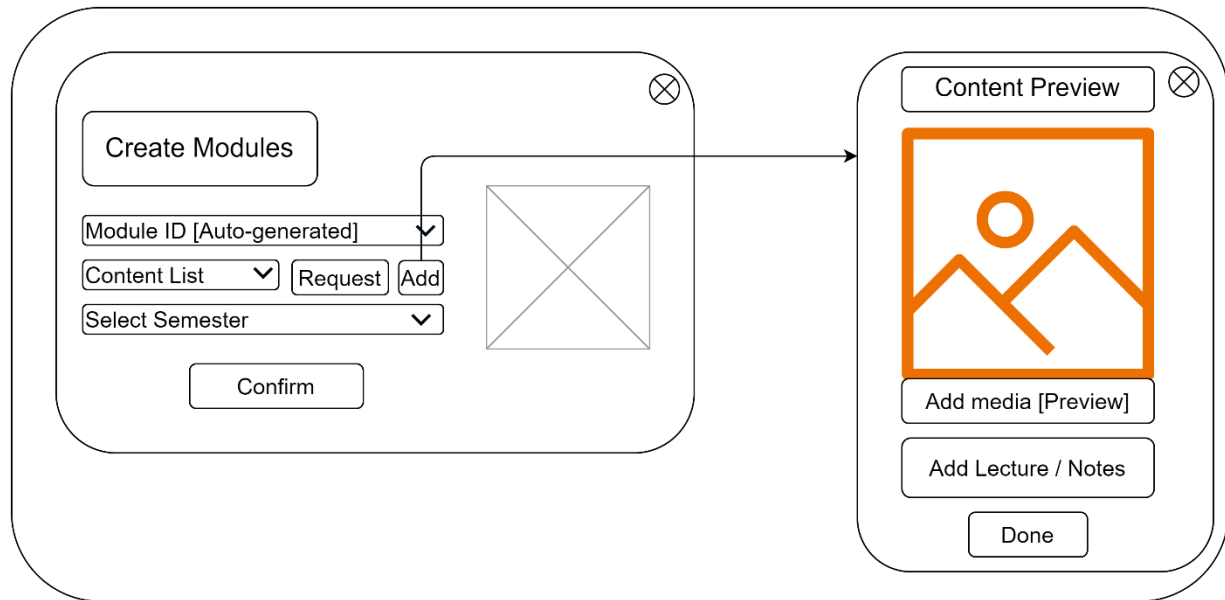 Create Modules
Module ID [Auto-generated]
Content List
Request
Add
Select Semester
Confirm
Content Preview
Add media [Preview]
Add Lecture / Notes
Done